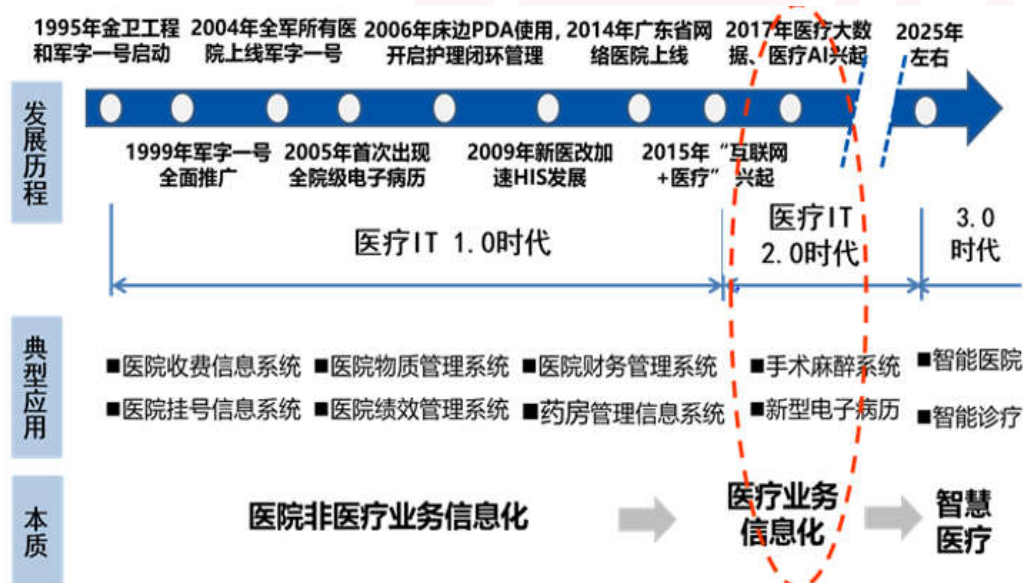 1995年金卫工程
和军字一号启动
2004年全军所有医
院上线军字一号
2006年床边PDA使用，
开启护理闭环管理
2014年广东省网
络医院上线
2017年医疗大数
据、医疗AI兴起
2025年
左右
发展历程
1999年军字一号
全面推广
2005年首次出现
全院级电子病历
2009年新医改加
速HIS发展
2015年“互联网
+医疗”兴起
医疗IT 1.0时代
医疗IT
2.0时代
3.0
时代
典型应用
■医院收费信息系统
■医院物质管理系统
■医院财务管理系统
■手术麻醉系统
■智能医院
■医院挂号信息系统
■医院绩效管理系统
■药房管理信息系统
■新型电子病历
■智能诊疗
本质
医院非医疗业务信息化
医疗业务
信息化
智慧
医疗